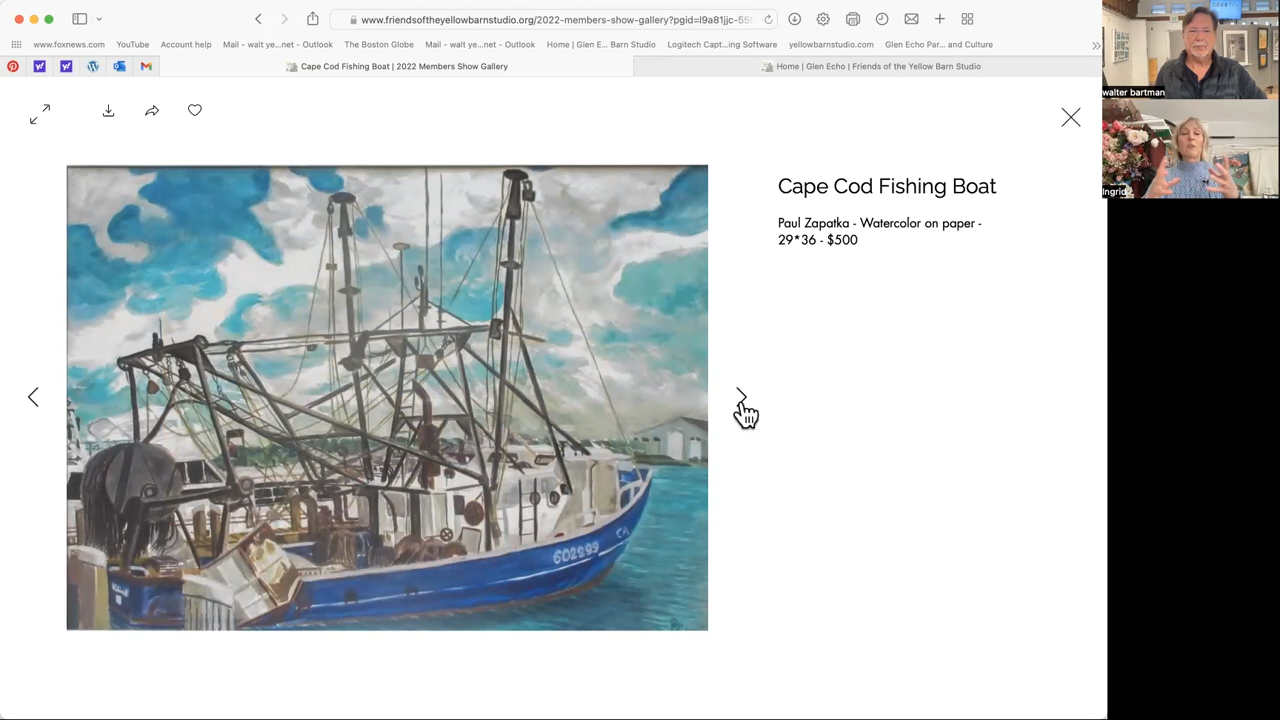 www.friendsoftheyellowbarnstudio.org/2022-members-show-gallery?pgid=l9a81jjc-55
www.foxnews.com YouTube Account help Mail - walt ye...net - Outlook The Boston Globe Mail - walt ye...net - Outlook Home | Glen E... Barn Studio Logitech Capt...ing Software yellowbarnstudio.com Glen Echo Par... and Culture
Cape Cod Fishing Boat | 2022 Members Show Gallery Home | Glen Echo | Friends of the Yellow Barn Studio
walter bartman
Ingrid
Cape Cod Fishing Boat
Paul Zapatka - Watercolor on paper -
29*36 - $500
602993
CA